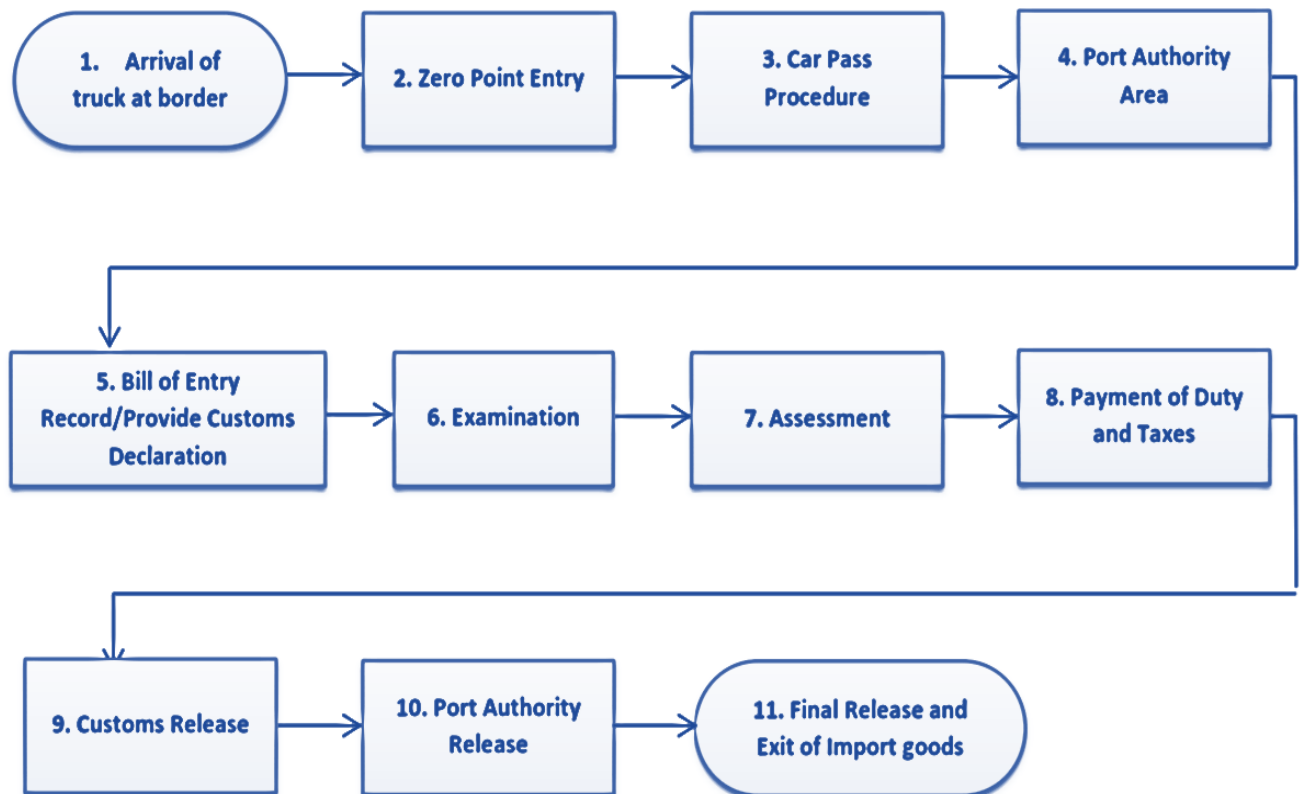 1. Arrival of
truck at border
2. Zero Point Entry
3. Car Pass
Procedure
4. Port Authority
Area
5. Bill of Entry
Record/Provide Customs
Declaration
6. Examination
7. Assessment
8. Payment of Duty
and Taxes
9. Customs Release
10. Port Authority
Release
11. Final Release and
Exit of Import goods